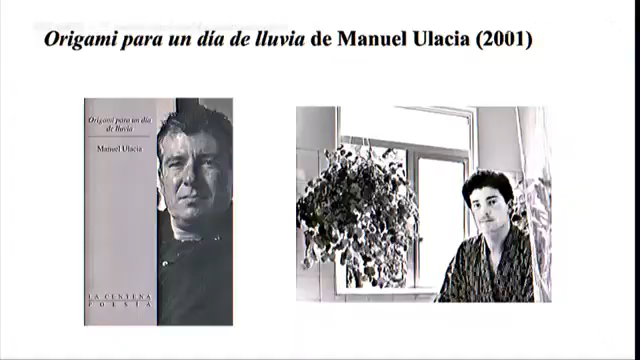 Origami para un día de lluvia de Manuel Ulacia (2001)
Origami para un día
de lluvia
Manuel Ulacia
LA CENTENA
POESÍA